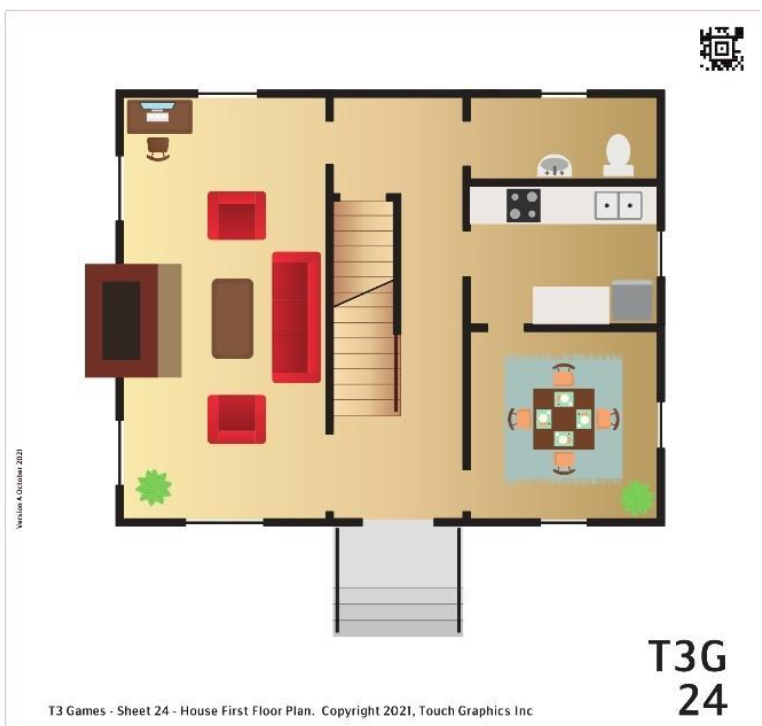 Version A October 2021
T3G
24
T3 Games - Sheet 24 - House First Floor Plan. Copyright 2021, Touch Graphics Inc